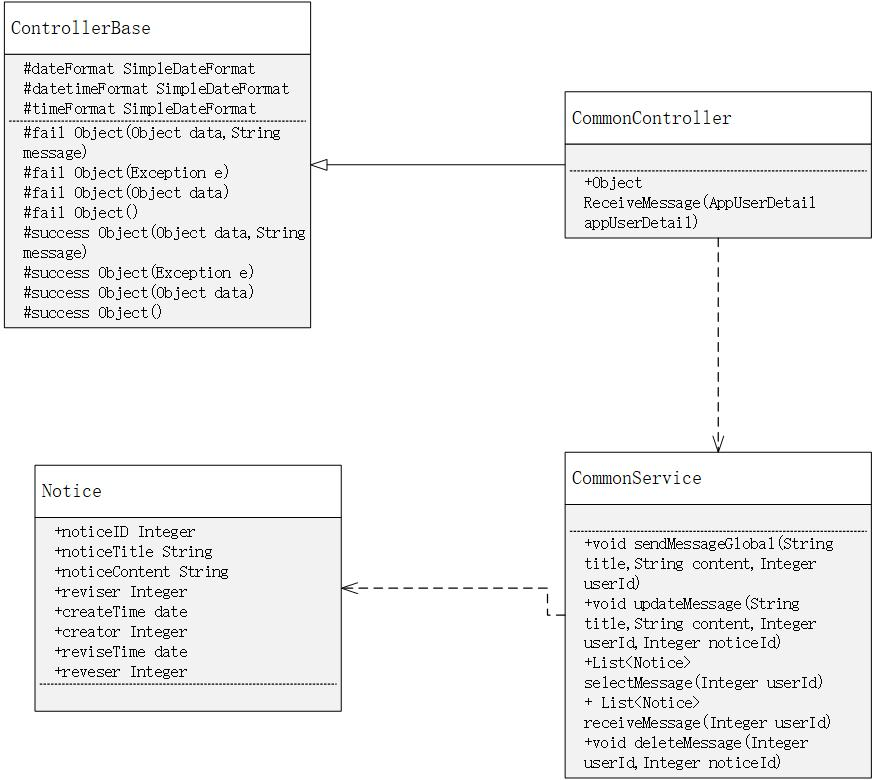 ControllerBase
#dateFormat SimpleDateFormat
#datetimeFormat SimpleDateFormat
#timeFormat SimpleDateFormat
#fail Object(Object data,String
message)
#fail Object(Exception e)
#fail Object(Object data)
#fail Object()
#success Object(Object data,String
message)
#success Object(Exception e)
#success Object(Object data)
#success Object()
CommonController
+Object
ReceiveMessage(AppUserDetail
appUserDetail)
Notice
+noticeID Integer
+noticeTitle String
+noticeContent String
+reviser Integer
+createTime date
+creator Integer
+reviseTime date
+reveser Integer
CommonService
+void sendMessageGlobal(String
title,String content,Integer
userId)
+void updateMessage(String
title,String content,Integer
userId,Integer noticeId)
+List<Notice>
selectMessage(Integer userId)
+ List<Notice>
receiveMessage(Integer userId)
+void deleteMessage(Integer
userId,Integer noticeId)